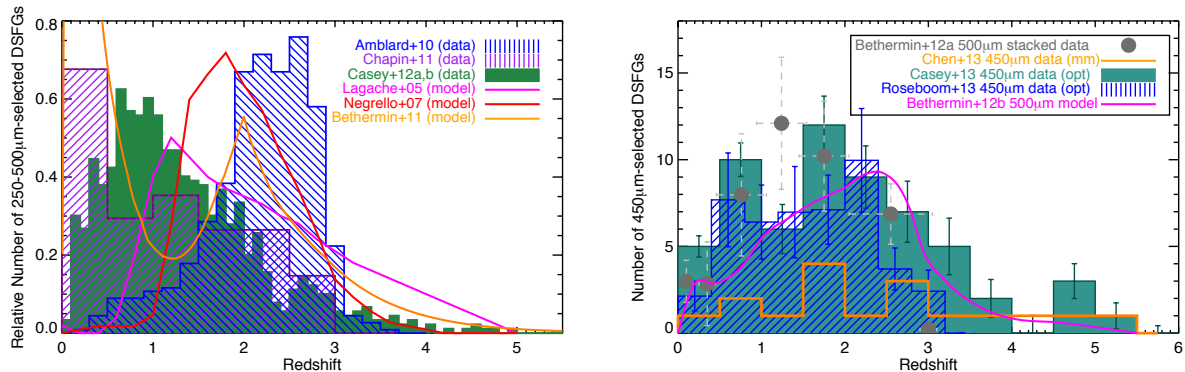 Relative Number of 250-500μm-selected DSFGs
0.8
0.6
0.4
0.2
0.0
Amblard+10 (data)
Chapin+11 (data)
Casey+12a,b (data)
Lagache+05 (model)
Negrello+07 (model)
Bethermin+11 (model)
0 1 2 3 4 5
Redshift
Number of 450μm-selected DSFGs
15
10
5
0
Bethermin+12a 500μm stacked data
Chen+13 450μm data (mm)
Casey+13 450μm data (opt)
Roseboom+13 450μm data (opt)
Bethermin+12b 500μm model
0 1 2 3 4 5 6
Redshift